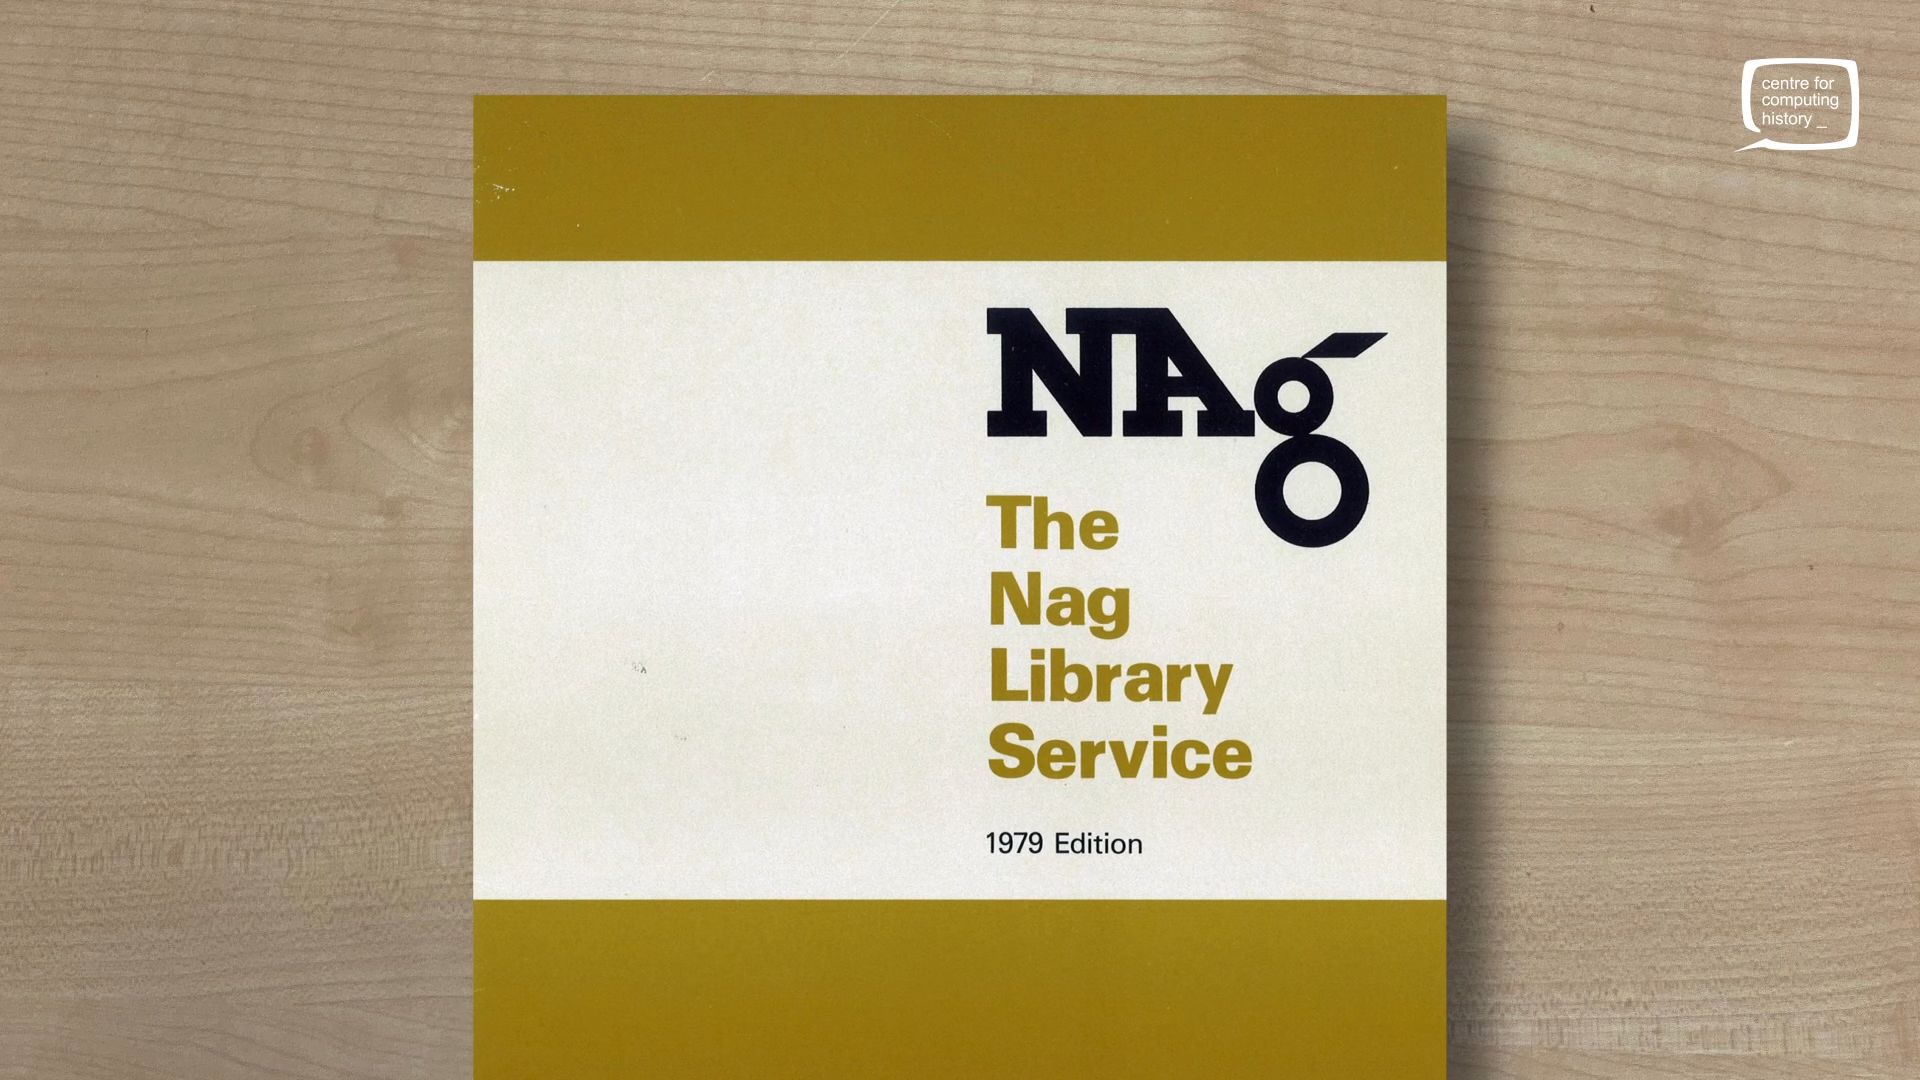 centre for
computing
history _
NAg
The
Nag
Library
Service
1979 Edition